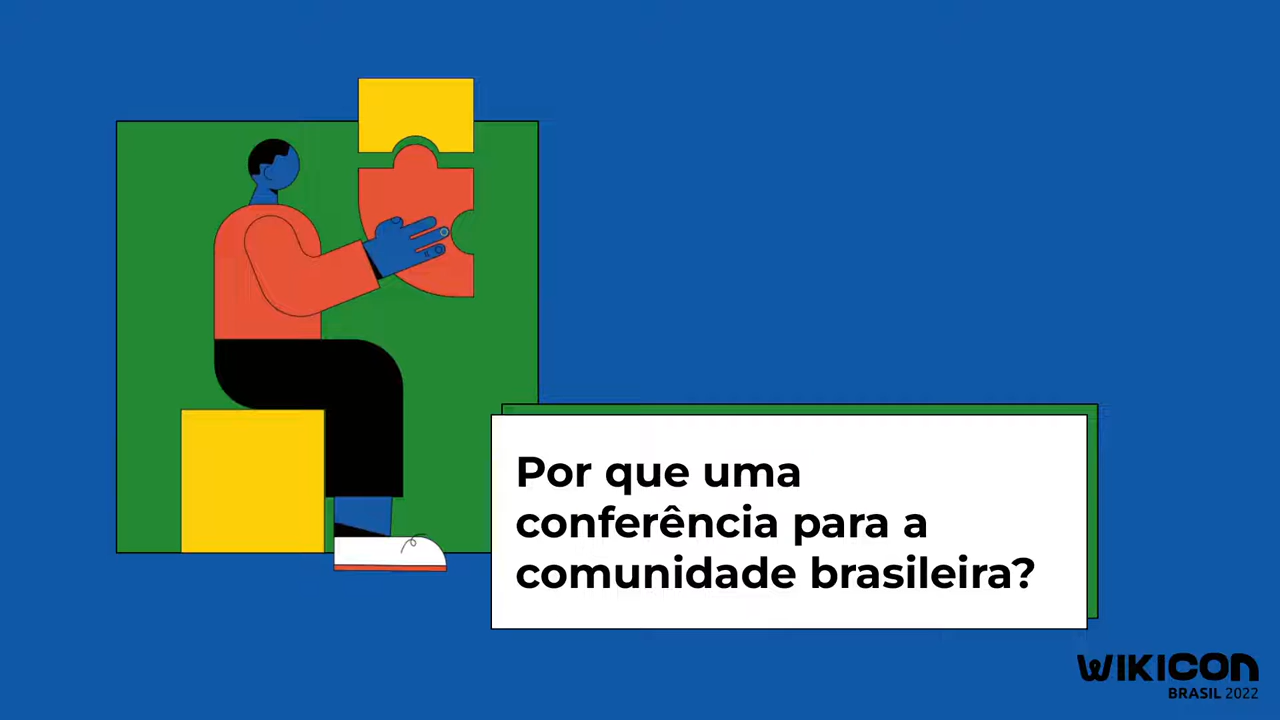 Por que uma
conferência para a
comunidade brasileira?
WIKICON
BRASIL 2022